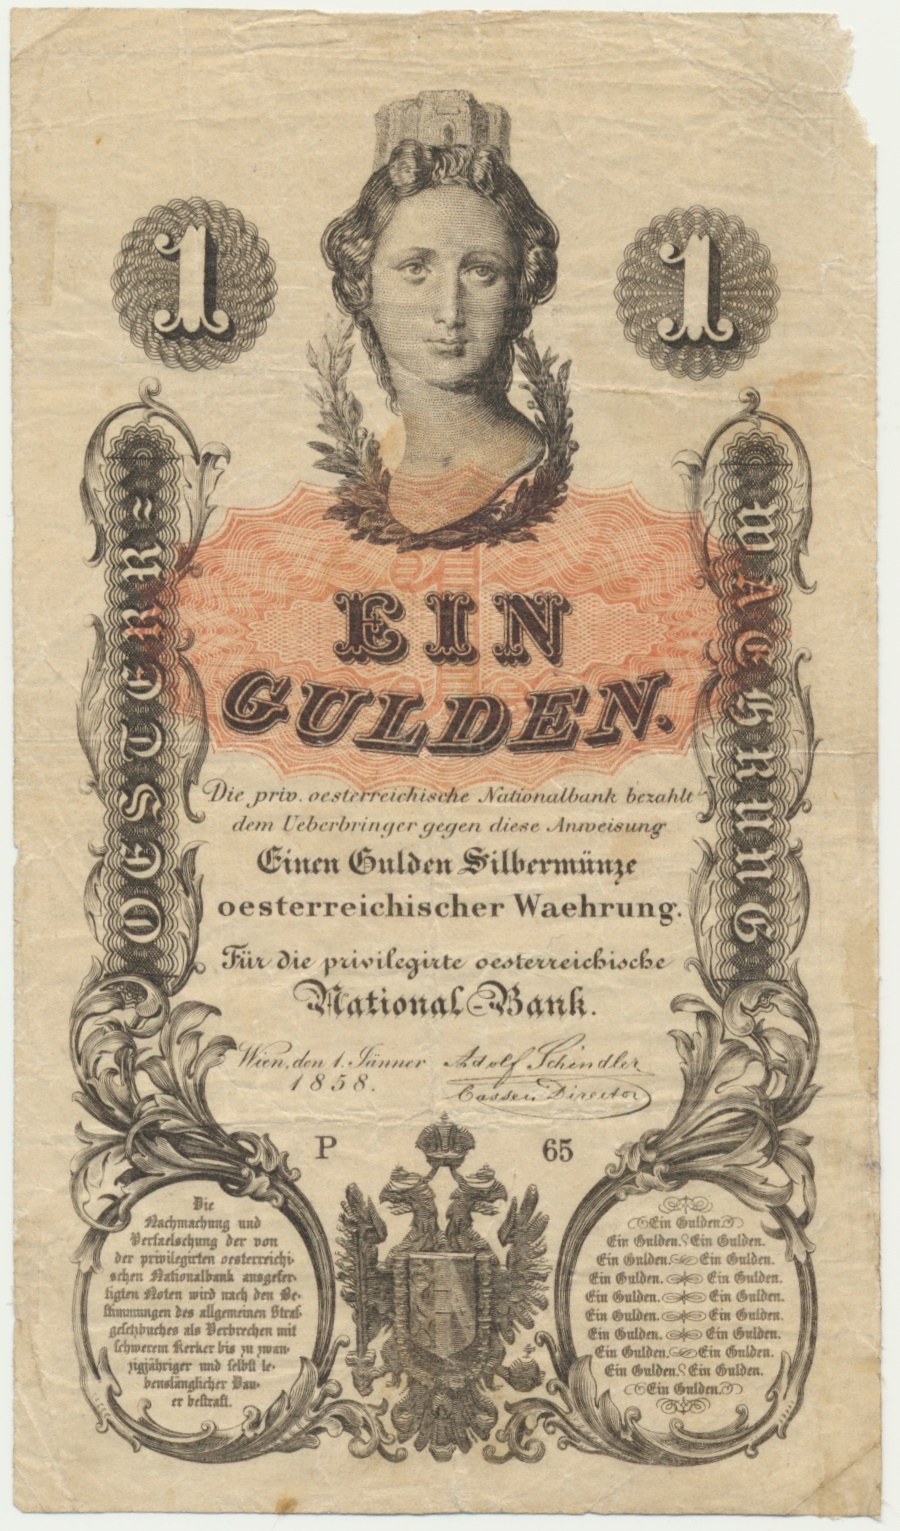 1
1
OESTERR=
WAEHRUNG
EIN
GULDEN.
Die priv. oesterreichische Nationalbank bezahlt
dem Ueberbringer gegen diese Anweisung
Einen Gulden Silbermünze
oesterreichischer Waehrung.
Für die privilegirte oesterreichische
National-Bank.
Wien, den 1. Jänner
1858.
Adolf Schindler
Cassen Director
P
65
Die
Nachmachung und
Verfaelschung der von
der privilegirten oesterreichi-
schen Nationalbank ausgefer-
tigten Noten wird nach den Be-
stimmungen des allgemeinen Straf-
gesetzbuches als Verbrechen mit
schwerem Kerker bis zu zwan-
zigjähriger und selbst le-
benslänglicher Dau-
er bestraft.
Ein Gulden.
Ein Gulden. Ein Gulden.
Ein Gulden. Ein Gulden.
Ein Gulden. Ein Gulden.
Ein Gulden. Ein Gulden.
Ein Gulden. Ein Gulden.
Ein Gulden. Ein Gulden.
Ein Gulden. Ein Gulden.
Ein Gulden. Ein Gulden.
Ein Gulden.